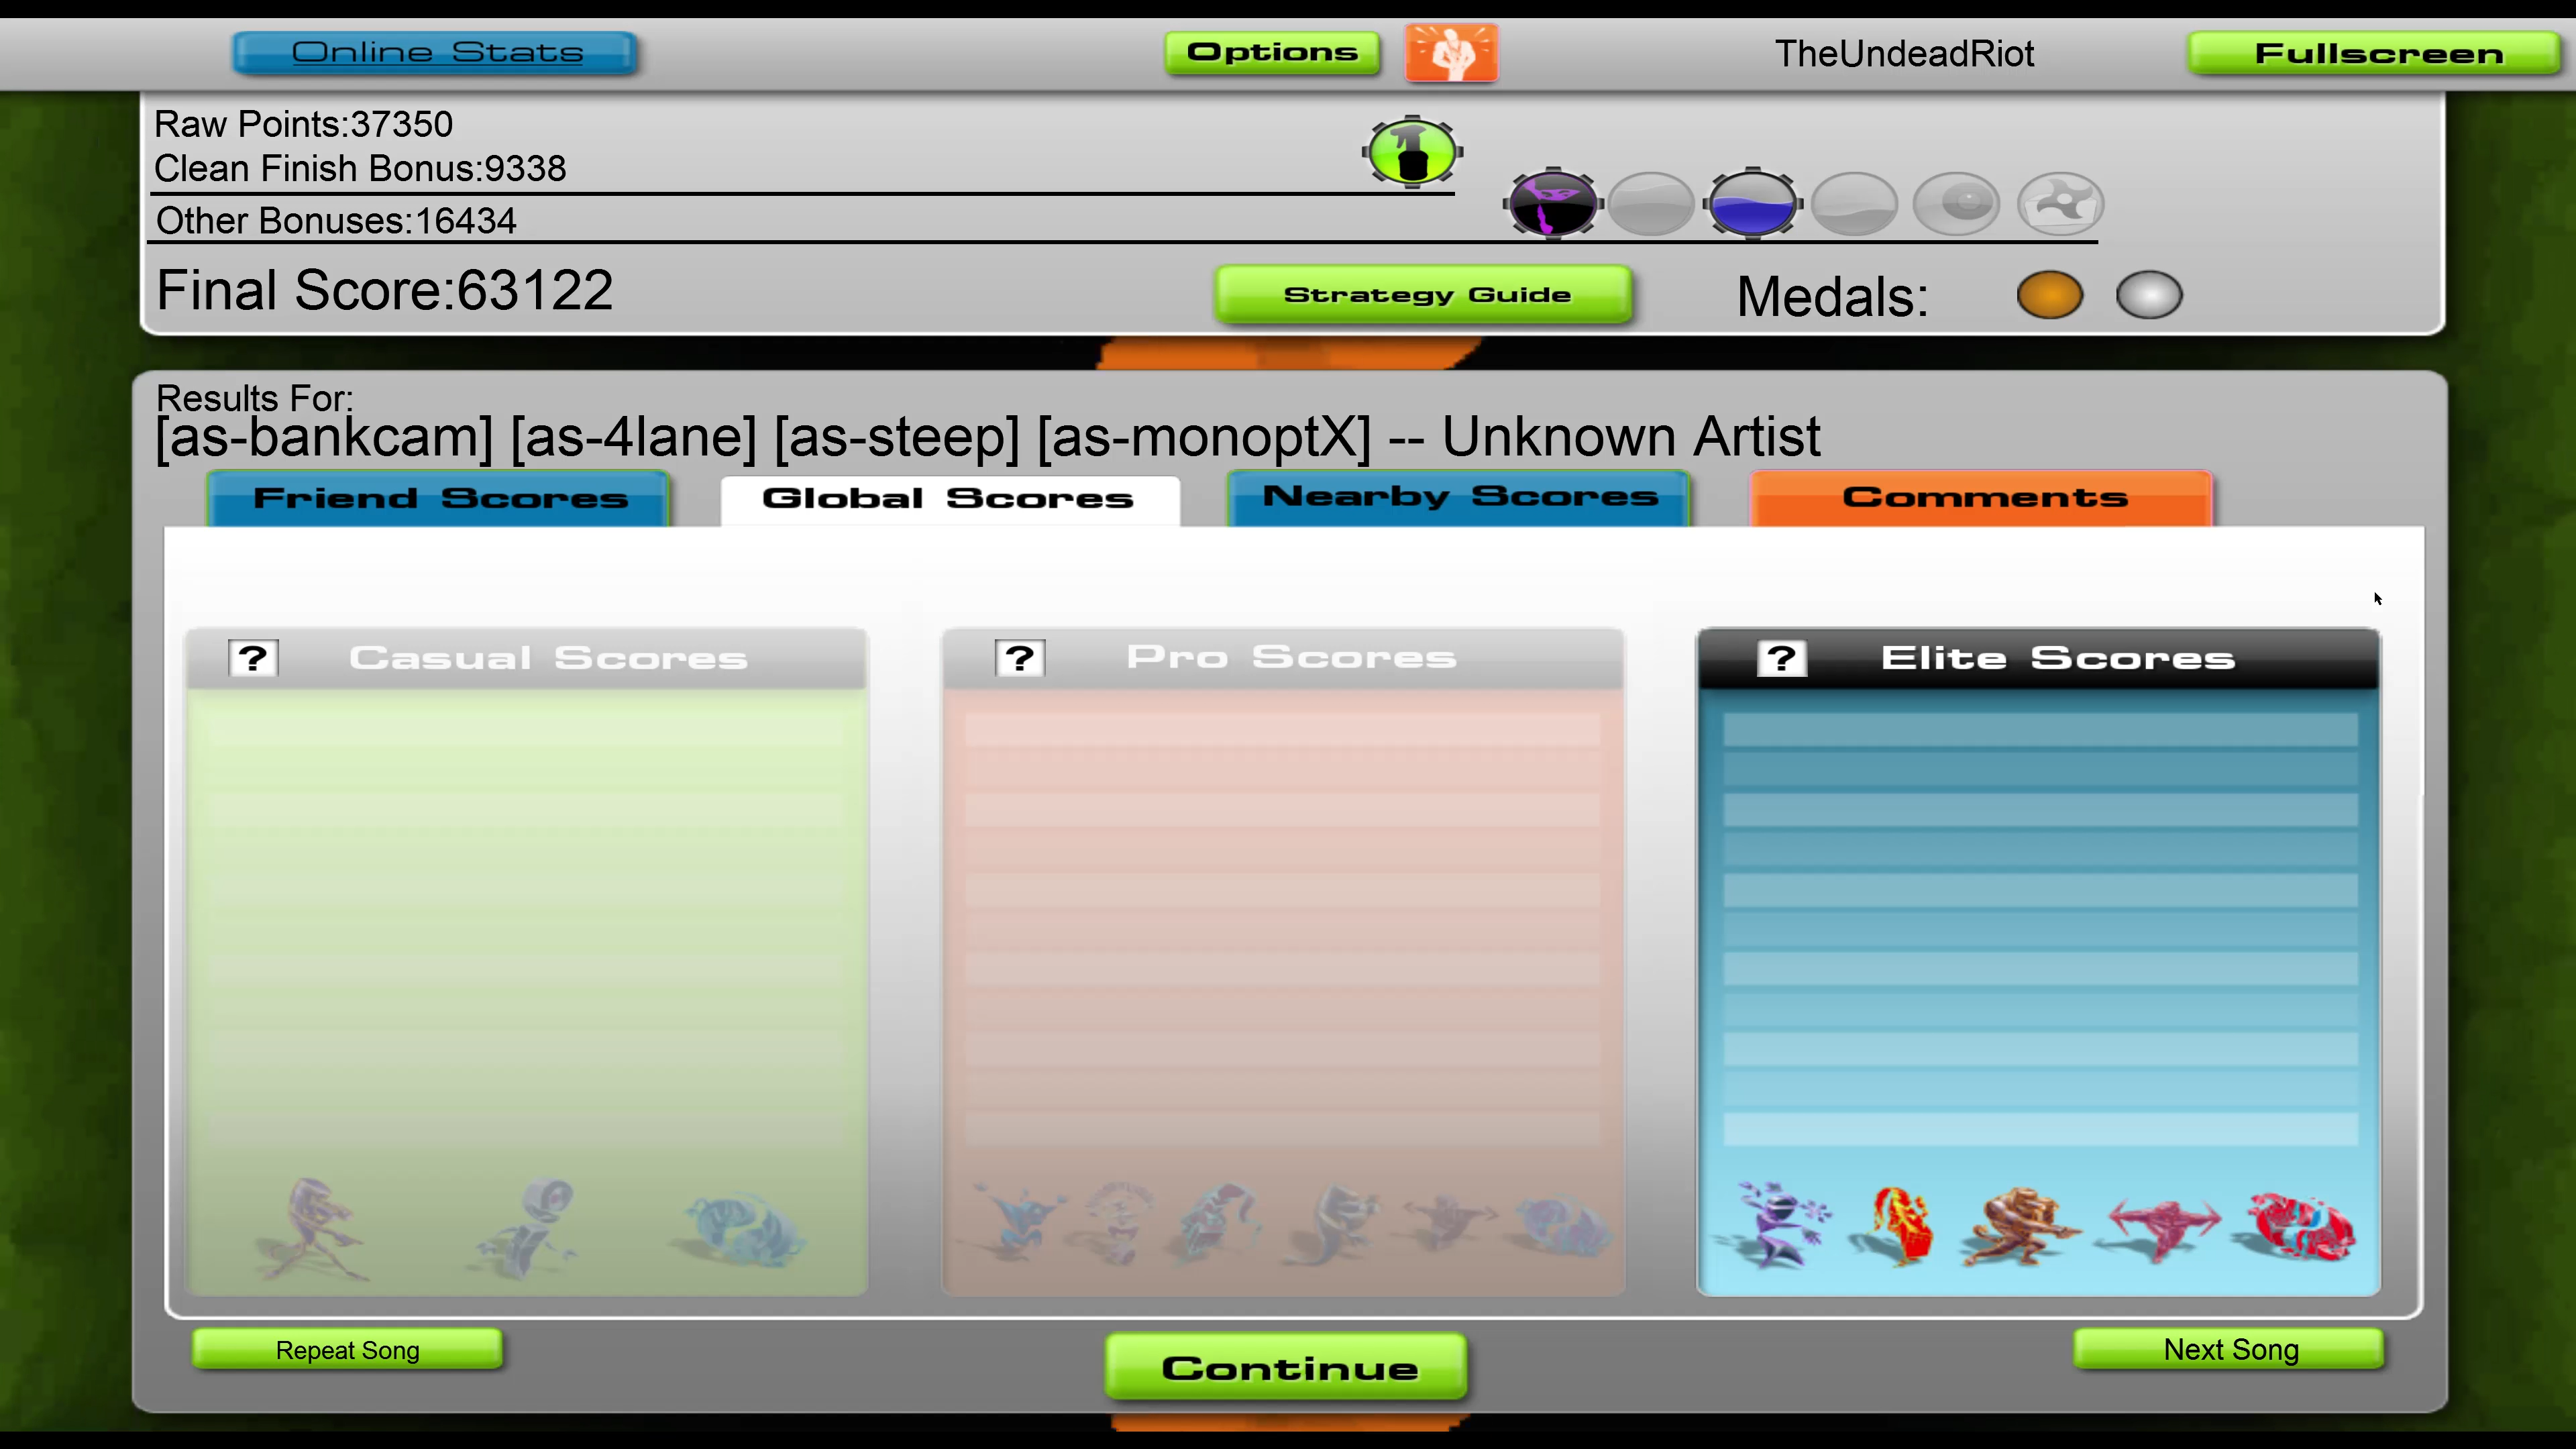 Online Stats
Options
TheUndeadRiot
Fullscreen
Raw Points:37350
Clean Finish Bonus:9338
Other Bonuses:16434
Final Score:63122
Strategy Guide
Medals:
Results For:
[as-bankcam] [as-4lane] [as-steep] [as-monoptX] -- Unknown Artist
Friend Scores
Global Scores
Nearby Scores
Comments
? Casual Scores
? Pro Scores
? Elite Scores
Repeat Song
Continue
Next Song